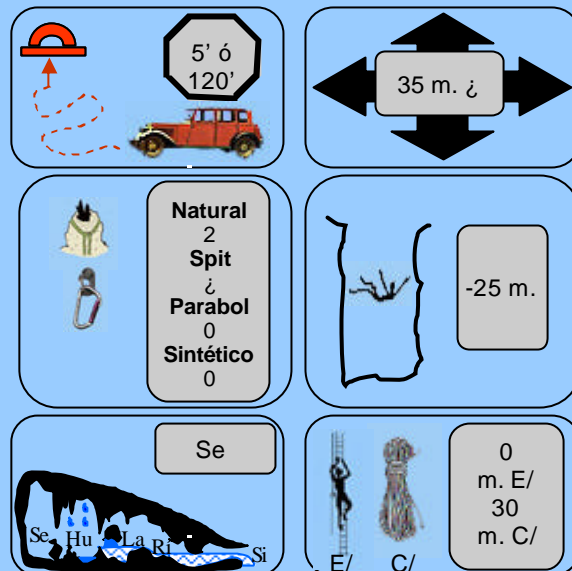 5’ ó
120’
35 m. ¿
Natural
2
Spit
¿
Parabol
0
Sintético
0
-25 m.
Se
Se
Hu
La
Ri
Si
0
m. E/
30
m. C/
. E/
C/